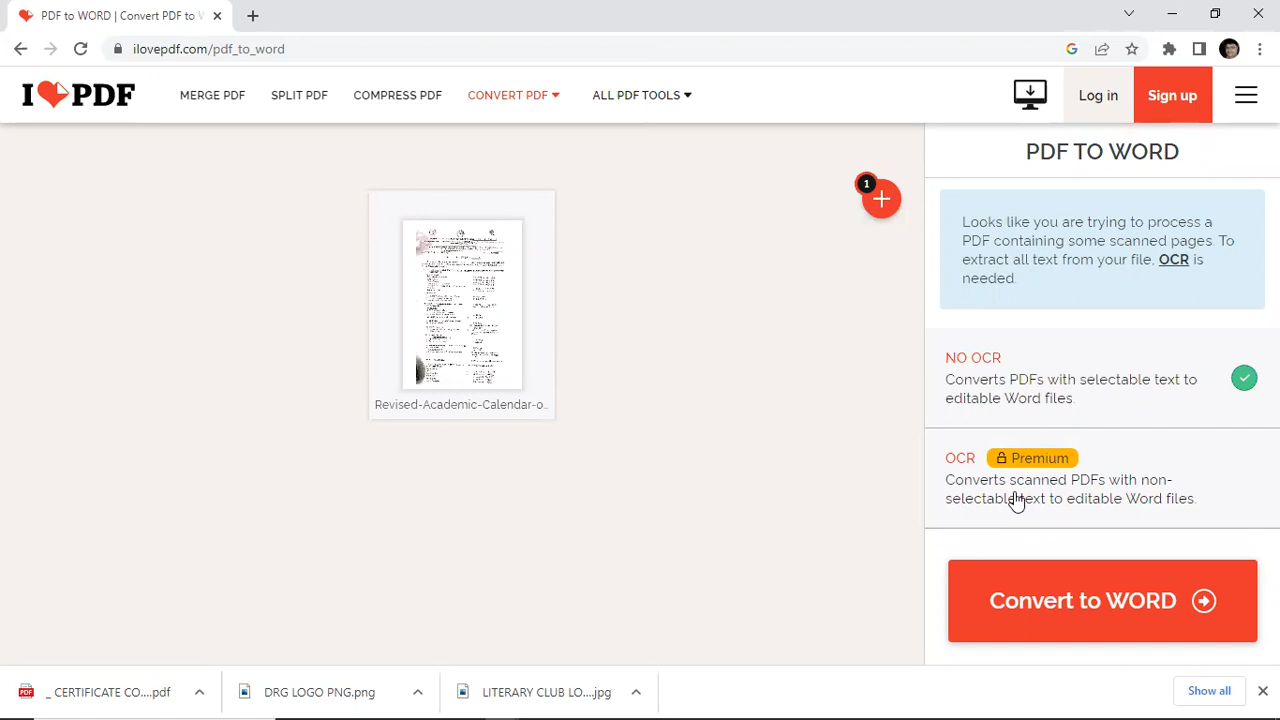 PDF to WORD | Convert PDF to W
ilovepdf.com/pdf_to_word
I PDF
MERGE PDF
SPLIT PDF
COMPRESS PDF
CONVERT PDF
ALL PDF TOOLS
Log in
Sign up
1
Revised-Academic-Calendar-o...
PDF TO WORD
Looks like you are trying to process a
PDF containing some scanned pages. To
extract all text from your file, OCR is
needed.
NO OCR
Converts PDFs with selectable text to
editable Word files.
OCR Premium
Converts scanned PDFs with non-
selectable text to editable Word files.
Convert to WORD
PDF
_ CERTIFICATE CO....pdf
DRG LOGO PNG.png
LITERARY CLUB LO....jpg
Show all